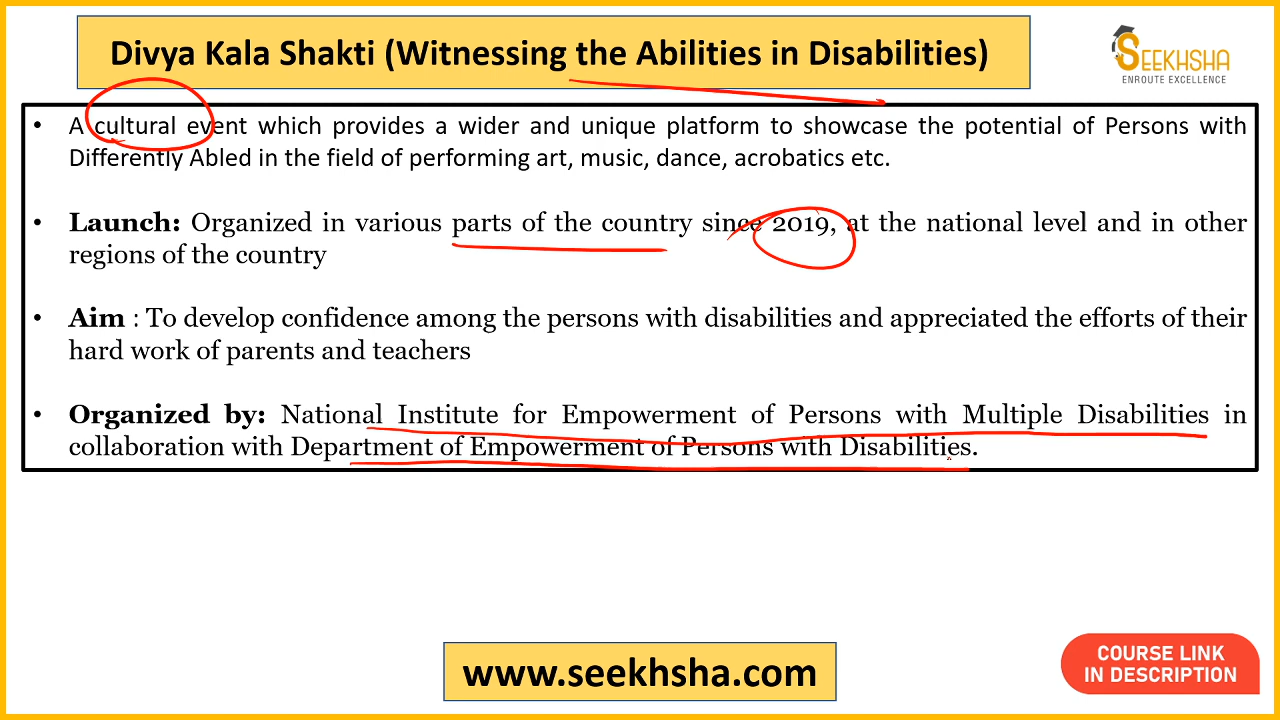 Divya Kala Shakti (Witnessing the Abilities in Disabilities)
SEEKHSHA
ENROUTE EXCELLENCE
• A cultural event which provides a wider and unique platform to showcase the potential of Persons with
Differently Abled in the field of performing art, music, dance, acrobatics etc.
• Launch: Organized in various parts of the country since 2019, at the national level and in other
regions of the country
• Aim : To develop confidence among the persons with disabilities and appreciated the efforts of their
hard work of parents and teachers
• Organized by: National Institute for Empowerment of Persons with Multiple Disabilities in
collaboration with Department of Empowerment of Persons with Disabilities.
www.seekhsha.com
COURSE LINK
IN DESCRIPTION